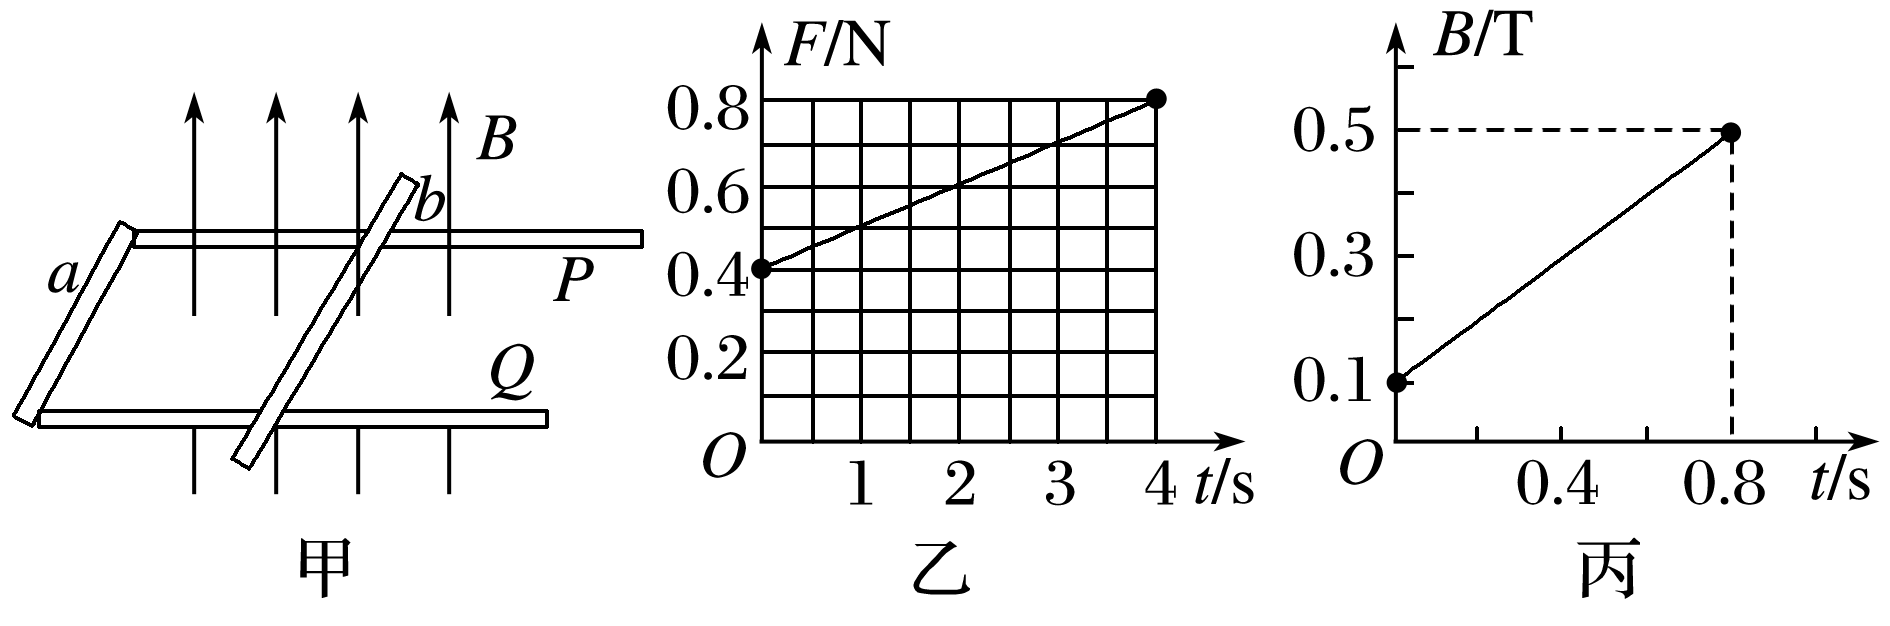 B
b
a
P
Q
甲
F/N
0.8
0.6
0.4
0.2
O
1 2 3 4 t/s
乙
B/T
0.5
0.3
0.1
O
0.4 0.8 t/s
丙